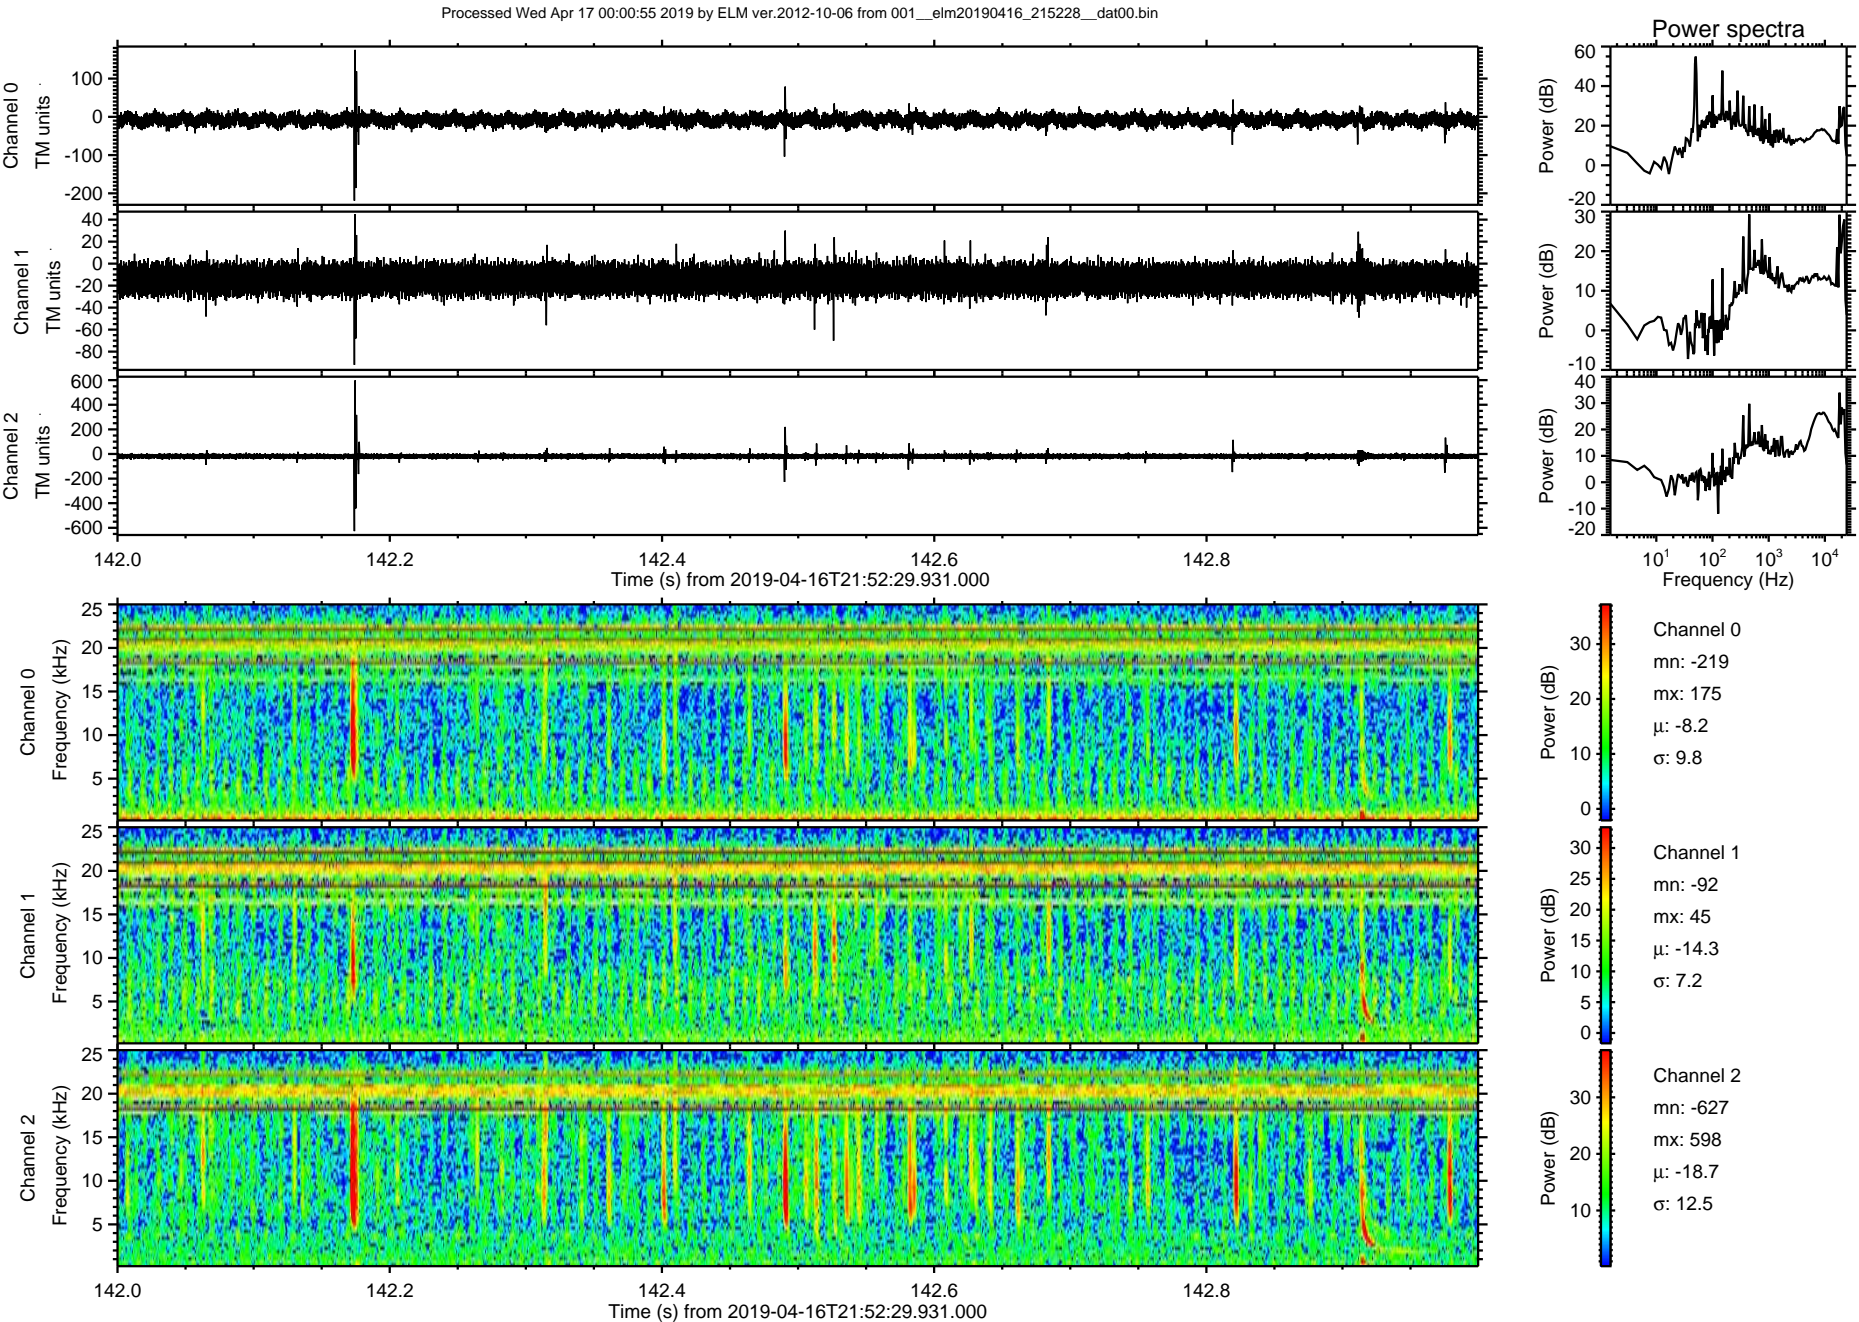 Processed Wed Apr 17 00:00:55 2019 by ELM ver.2012-10-06 from 001__elm20190416_215228__dat00.bin
Power spectra
Channel 0
TM units
100
0
-100
-200
Power (dB)
60
40
20
0
-20
Channel 1
TM units
40
20
0
-20
-40
-60
-80
Power (dB)
30
20
10
0
-10
Channel 2
TM units
600
400
200
0
-200
-400
-600
Power (dB)
40
30
20
10
0
-10
-20
142.0 142.2 142.4 142.6 142.8
Time (s) from 2019-04-16T21:52:29.931.000
10¹ 10² 10³ 10⁴
Frequency (Hz)
Channel 0
Frequency (kHz)
25
20
15
10
5
Power (dB)
30
20
10
0
Channel 0
mn: -219
mx: 175
μ: -8.2
σ: 9.8
Channel 1
Frequency (kHz)
25
20
15
10
5
Power (dB)
30
25
20
15
10
5
0
Channel 1
mn: -92
mx: 45
μ: -14.3
σ: 7.2
Channel 2
Frequency (kHz)
25
20
15
10
5
Power (dB)
30
20
10
Channel 2
mn: -627
mx: 598
μ: -18.7
σ: 12.5
142.0 142.2 142.4 142.6 142.8
Time (s) from 2019-04-16T21:52:29.931.000